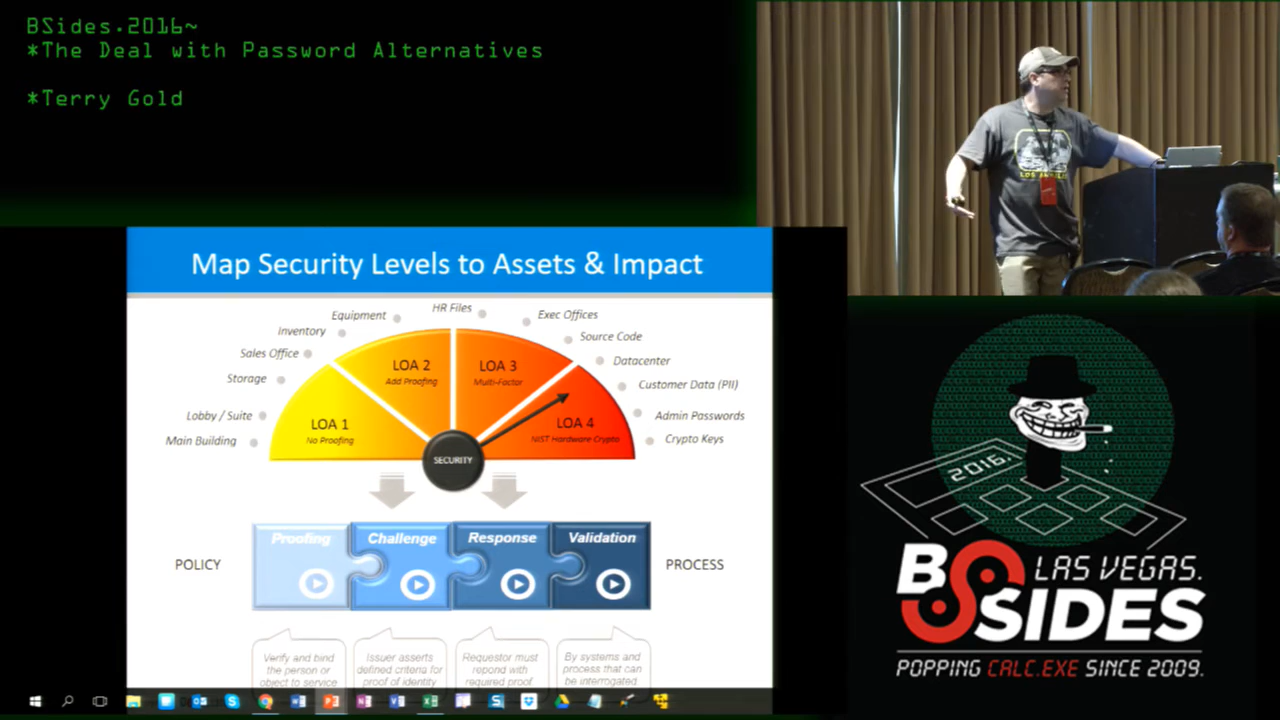 BSides.2016~
*The Deal with Password Alternatives
*Terry Gold
LOS ANGELES
Map Security Levels to Assets & Impact
HR Files
Equipment
Exec Offices
Inventory
Source Code
Sales Office
Datacenter
Storage
Customer Data (PII)
Lobby / Suite
Admin Passwords
Main Building
Crypto Keys
LOA 1
No Proofing
LOA 2
Add Proofing
LOA 3
Multi-Factor
LOA 4
NIST Hardware Crypto
SECURITY
POLICY
Proofing
Challenge
Response
Validation
PROCESS
Verify and bind
the person or
object to service
Issuer asserts
defined criteria for
proof of identity
Requestor must
repond with
required proof
By systems and
process that can
be interrogated.
2016.
BSIDES
LAS VEGAS.
POPPING CALC.EXE SINCE 2009.